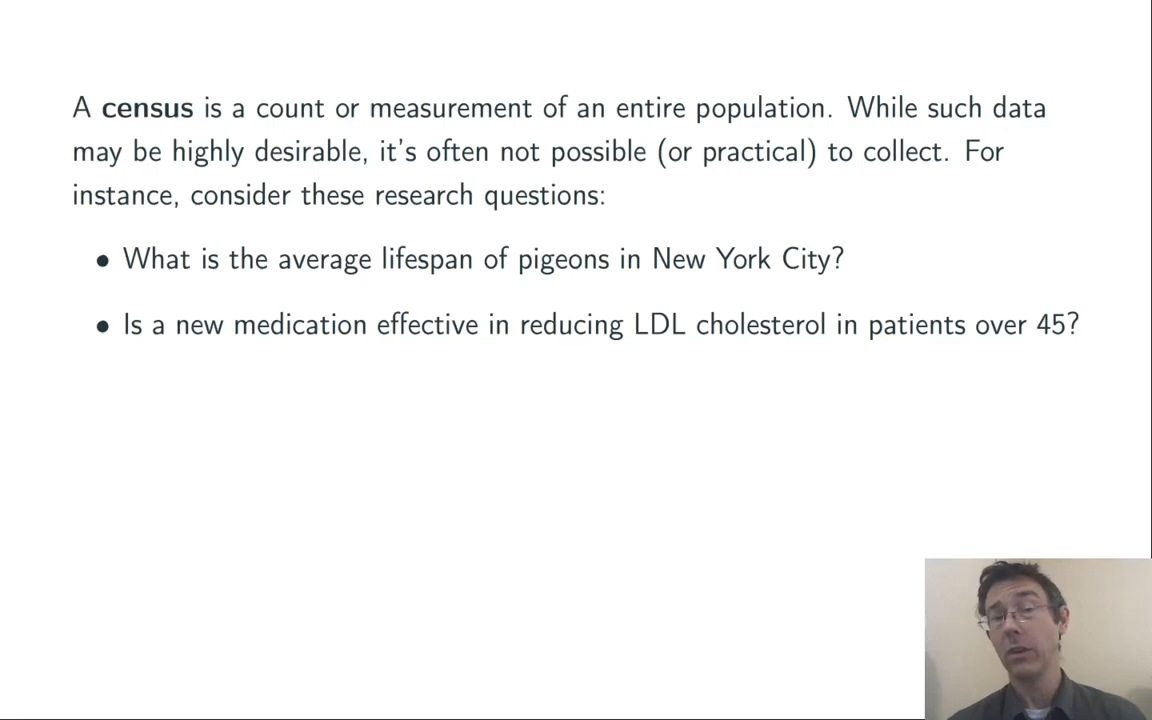 A census is a count or measurement of an entire population. While such data
may be highly desirable, it's often not possible (or practical) to collect. For
instance, consider these research questions:
• What is the average lifespan of pigeons in New York City?
• Is a new medication effective in reducing LDL cholesterol in patients over 45?